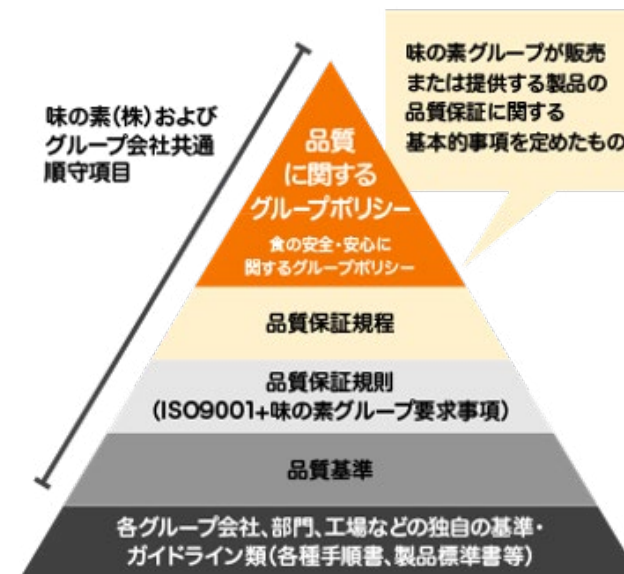 味の素(株)および
グループ会社共通
順守項目
味の素グループが販売
または提供する製品の
品質保証に関する
基本的事項を定めたもの
品質
に関する
グループポリシー
食の安全・安心に
関するグループポリシー
品質保証規程
品質保証規則
(ISO9001+味の素グループ要求事項)
品質基準
各グループ会社、部門、工場などの独自の基準・
ガイドライン類(各種手順書、製品標準書等)